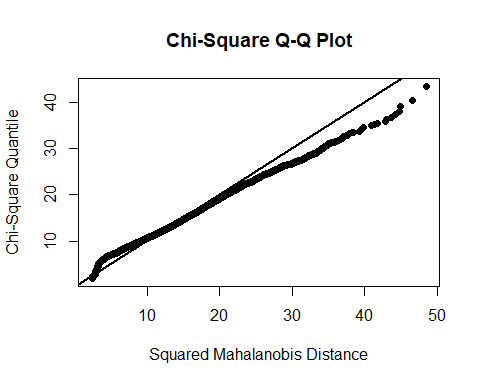 Chi-Square Q-Q Plot
Chi-Square Quantile
40
30
20
10
10 20 30 40 50
Squared Mahalanobis Distance